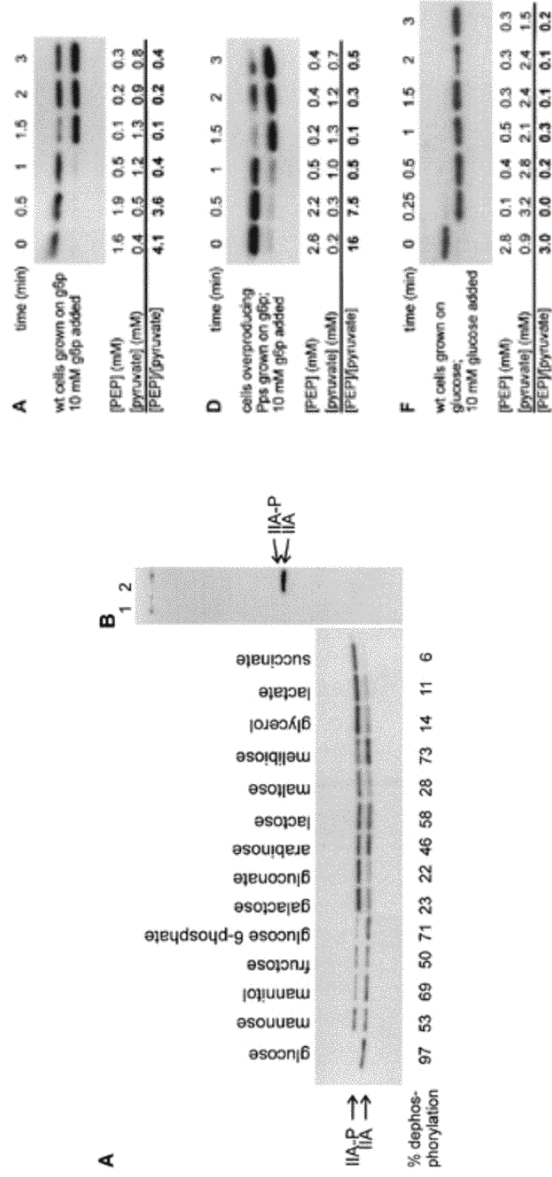 A
glucose
mannose
mannitol
fructose
glucose 6-phosphate
galactose
gluconate
arabinose
lactose
maltose
melibiose
glycerol
lactate
succinate
IIA-P
IIA
% dephos-
phorylation
97 53 69 50 71 23 22 46 58 28 73 14 11 6
B
1 2
IIA-P
IIA
A
time (min) 0 0.5 1 1.5 2 3
wt cells grown on g6p
10 mM g6p added
[PEP] (mM) 1.6 1.9 0.5 0.1 0.2 0.3
[pyruvate] (mM) 0.4 0.5 1.2 1.3 0.9 0.8
[PEP]/[pyruvate] 4.1 3.6 0.4 0.1 0.2 0.4
D
time (min) 0 0.5 1 1.5 2 3
cells overproducing
Pps grown on g6p;
10 mM g6p added
[PEP] (mM) 2.6 2.2 0.5 0.2 0.4 0.4
[pyruvate] (mM) 0.2 0.3 1.0 1.3 1.2 0.7
[PEP]/[pyruvate] 16 7.5 0.5 0.1 0.3 0.5
F
time (min) 0 0.25 0.5 1 1.5 2 3
wt cells grown on
glucose;
10 mM glucose added
[PEP] (mM) 2.8 0.1 0.4 0.5 0.3 0.3 0.3
[pyruvate] (mM) 0.9 3.2 2.8 2.1 2.4 2.4 1.5
[PEP]/[pyruvate] 3.0 0.0 0.2 0.3 0.1 0.1 0.2